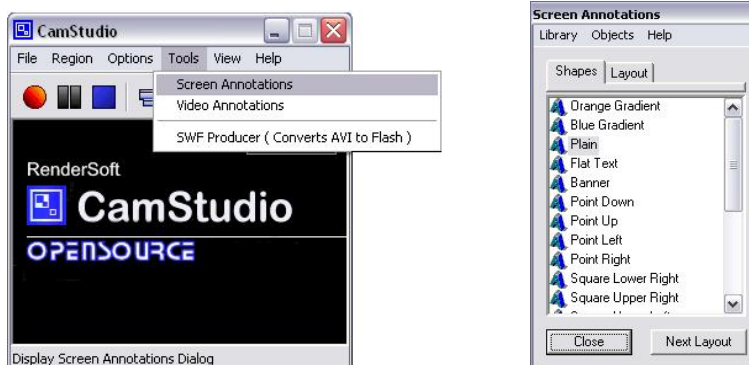 CamStudio
File Region Options Tools View Help
Screen Annotations
Video Annotations
SWF Producer ( Converts AVI to Flash )
RenderSoft
CamStudio
OPENSOURCE
Display Screen Annotations Dialog
Screen Annotations
Library Objects Help
Shapes Layout
Orange Gradient
Blue Gradient
Plain
Flat Text
Banner
Point Down
Point Up
Point Left
Point Right
Square Lower Right
Square Upper Right
Close Next Layout